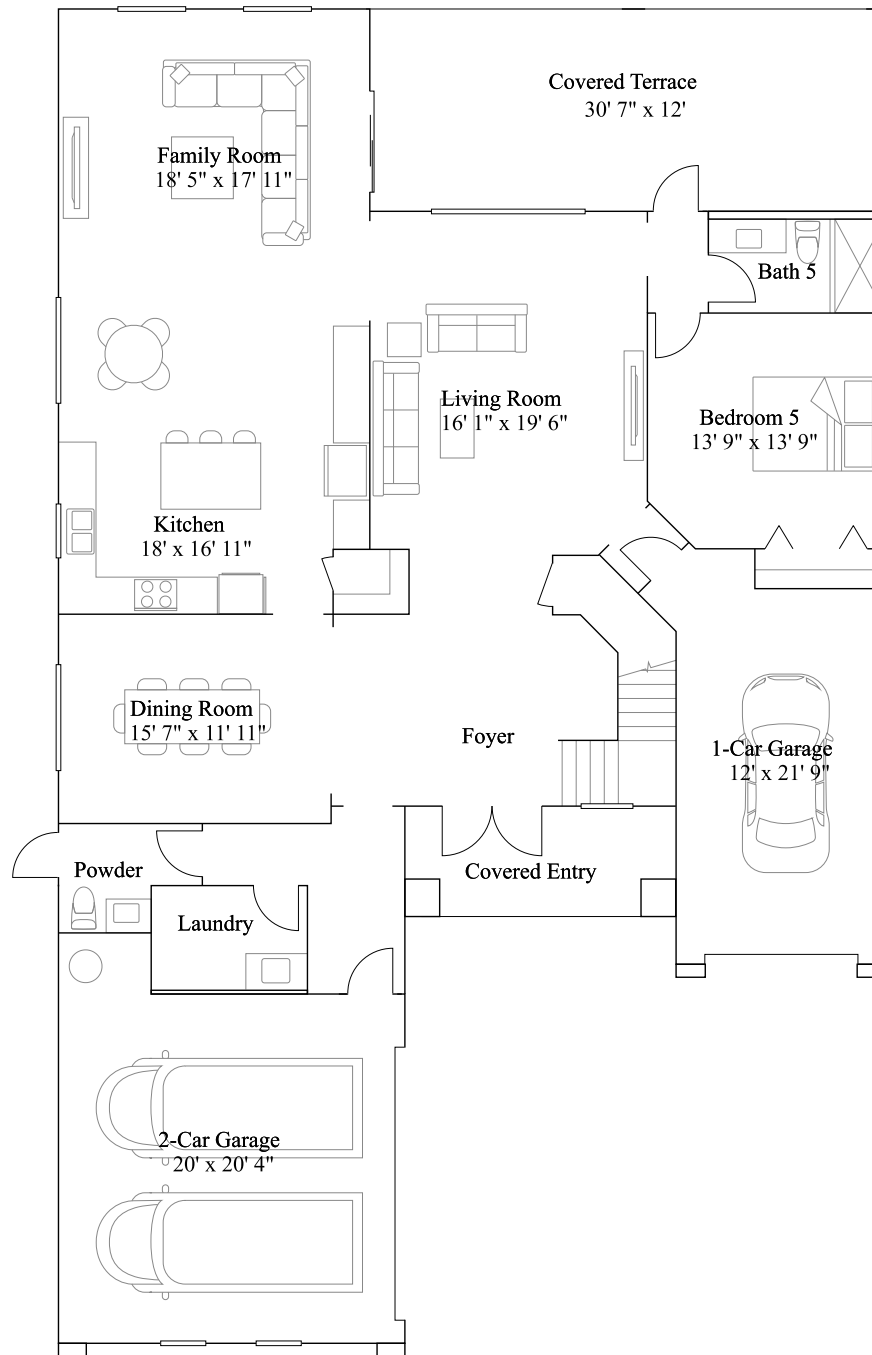 Covered Terrace
30' 7" x 12'
Family Room
18' 5" x 17' 11"
Bath 5
Living Room
16' 1" x 19' 6"
Bedroom 5
13' 9" x 13' 9"
Kitchen
18' x 16' 11"
Dining Room
15' 7" x 11' 11"
Foyer
1-Car Garage
12' x 21' 9"
Powder
Covered Entry
Laundry
2-Car Garage
20' x 20' 4"